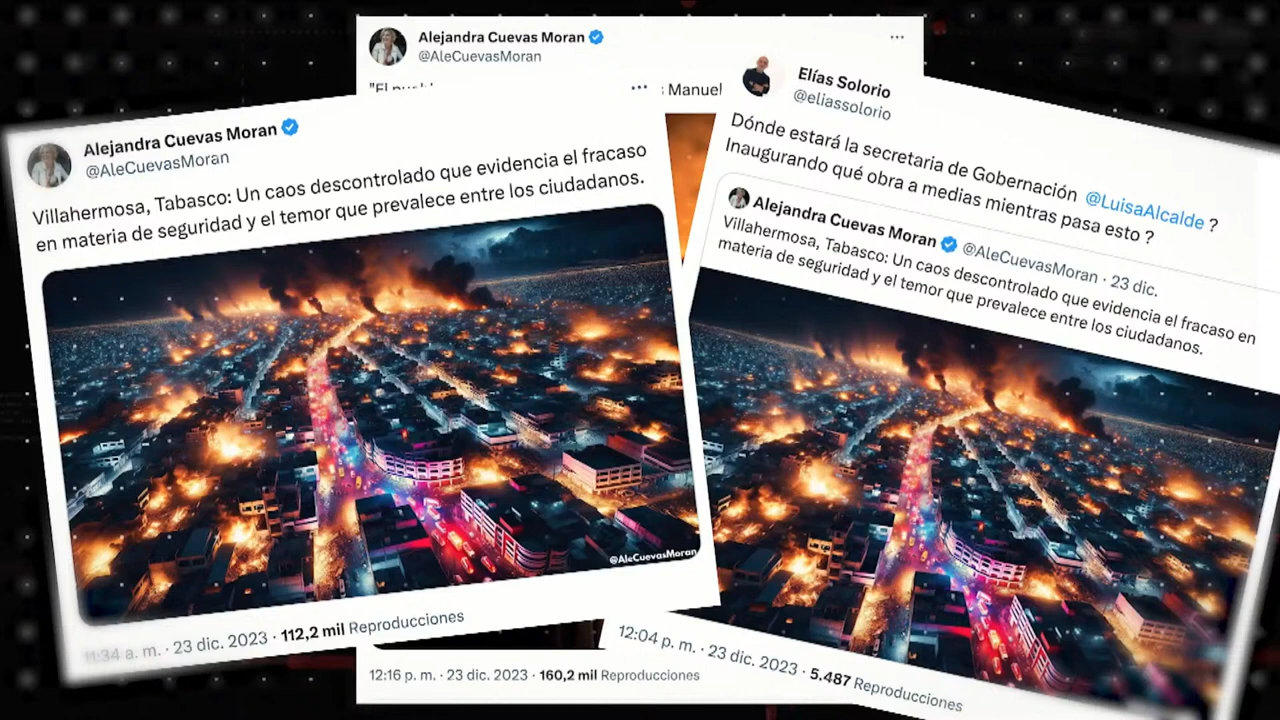 Alejandra Cuevas Moran
@AleCuevasMoran
Manuel
12:16 p. m. · 23 dic. 2023 · 160,2 mil Reproducciones
Alejandra Cuevas Moran
@AleCuevasMoran
Villahermosa, Tabasco: Un caos descontrolado que evidencia el fracaso
en materia de seguridad y el temor que prevalece entre los ciudadanos.
@AleCuevasMoran
11:34 a. m. · 23 dic. 2023 · 112,2 mil Reproducciones
Elías Solorio
@eliassolorio
Dónde estará la secretaria de Gobernación @LuisaAlcalde ?
Inaugurando qué obra a medias mientras pasa esto ?
Alejandra Cuevas Moran @AleCuevasMoran · 23 dic.
Villahermosa, Tabasco: Un caos descontrolado que evidencia el fracaso en
materia de seguridad y el temor que prevalece entre los ciudadanos.
12:04 p. m. · 23 dic. 2023 · 5.487 Reproducciones